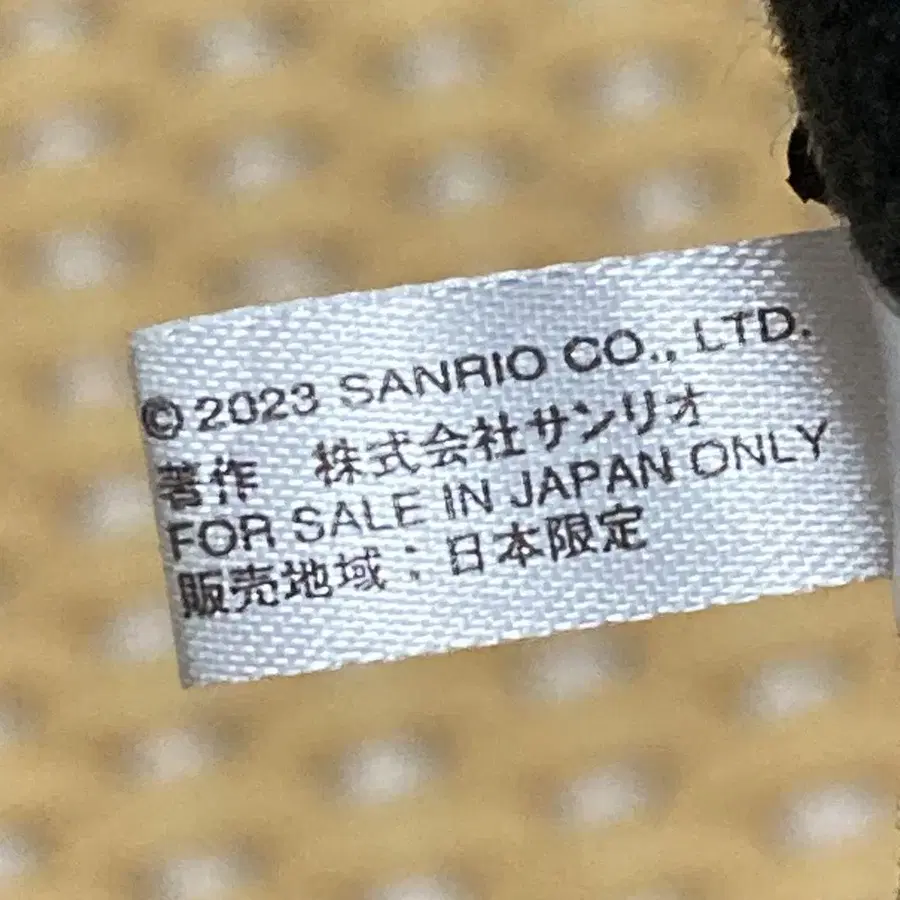 © 2023 SANRIO CO., LTD.
著作 株式会社サンリオ
FOR SALE IN JAPAN ONLY
販売地域:日本限定